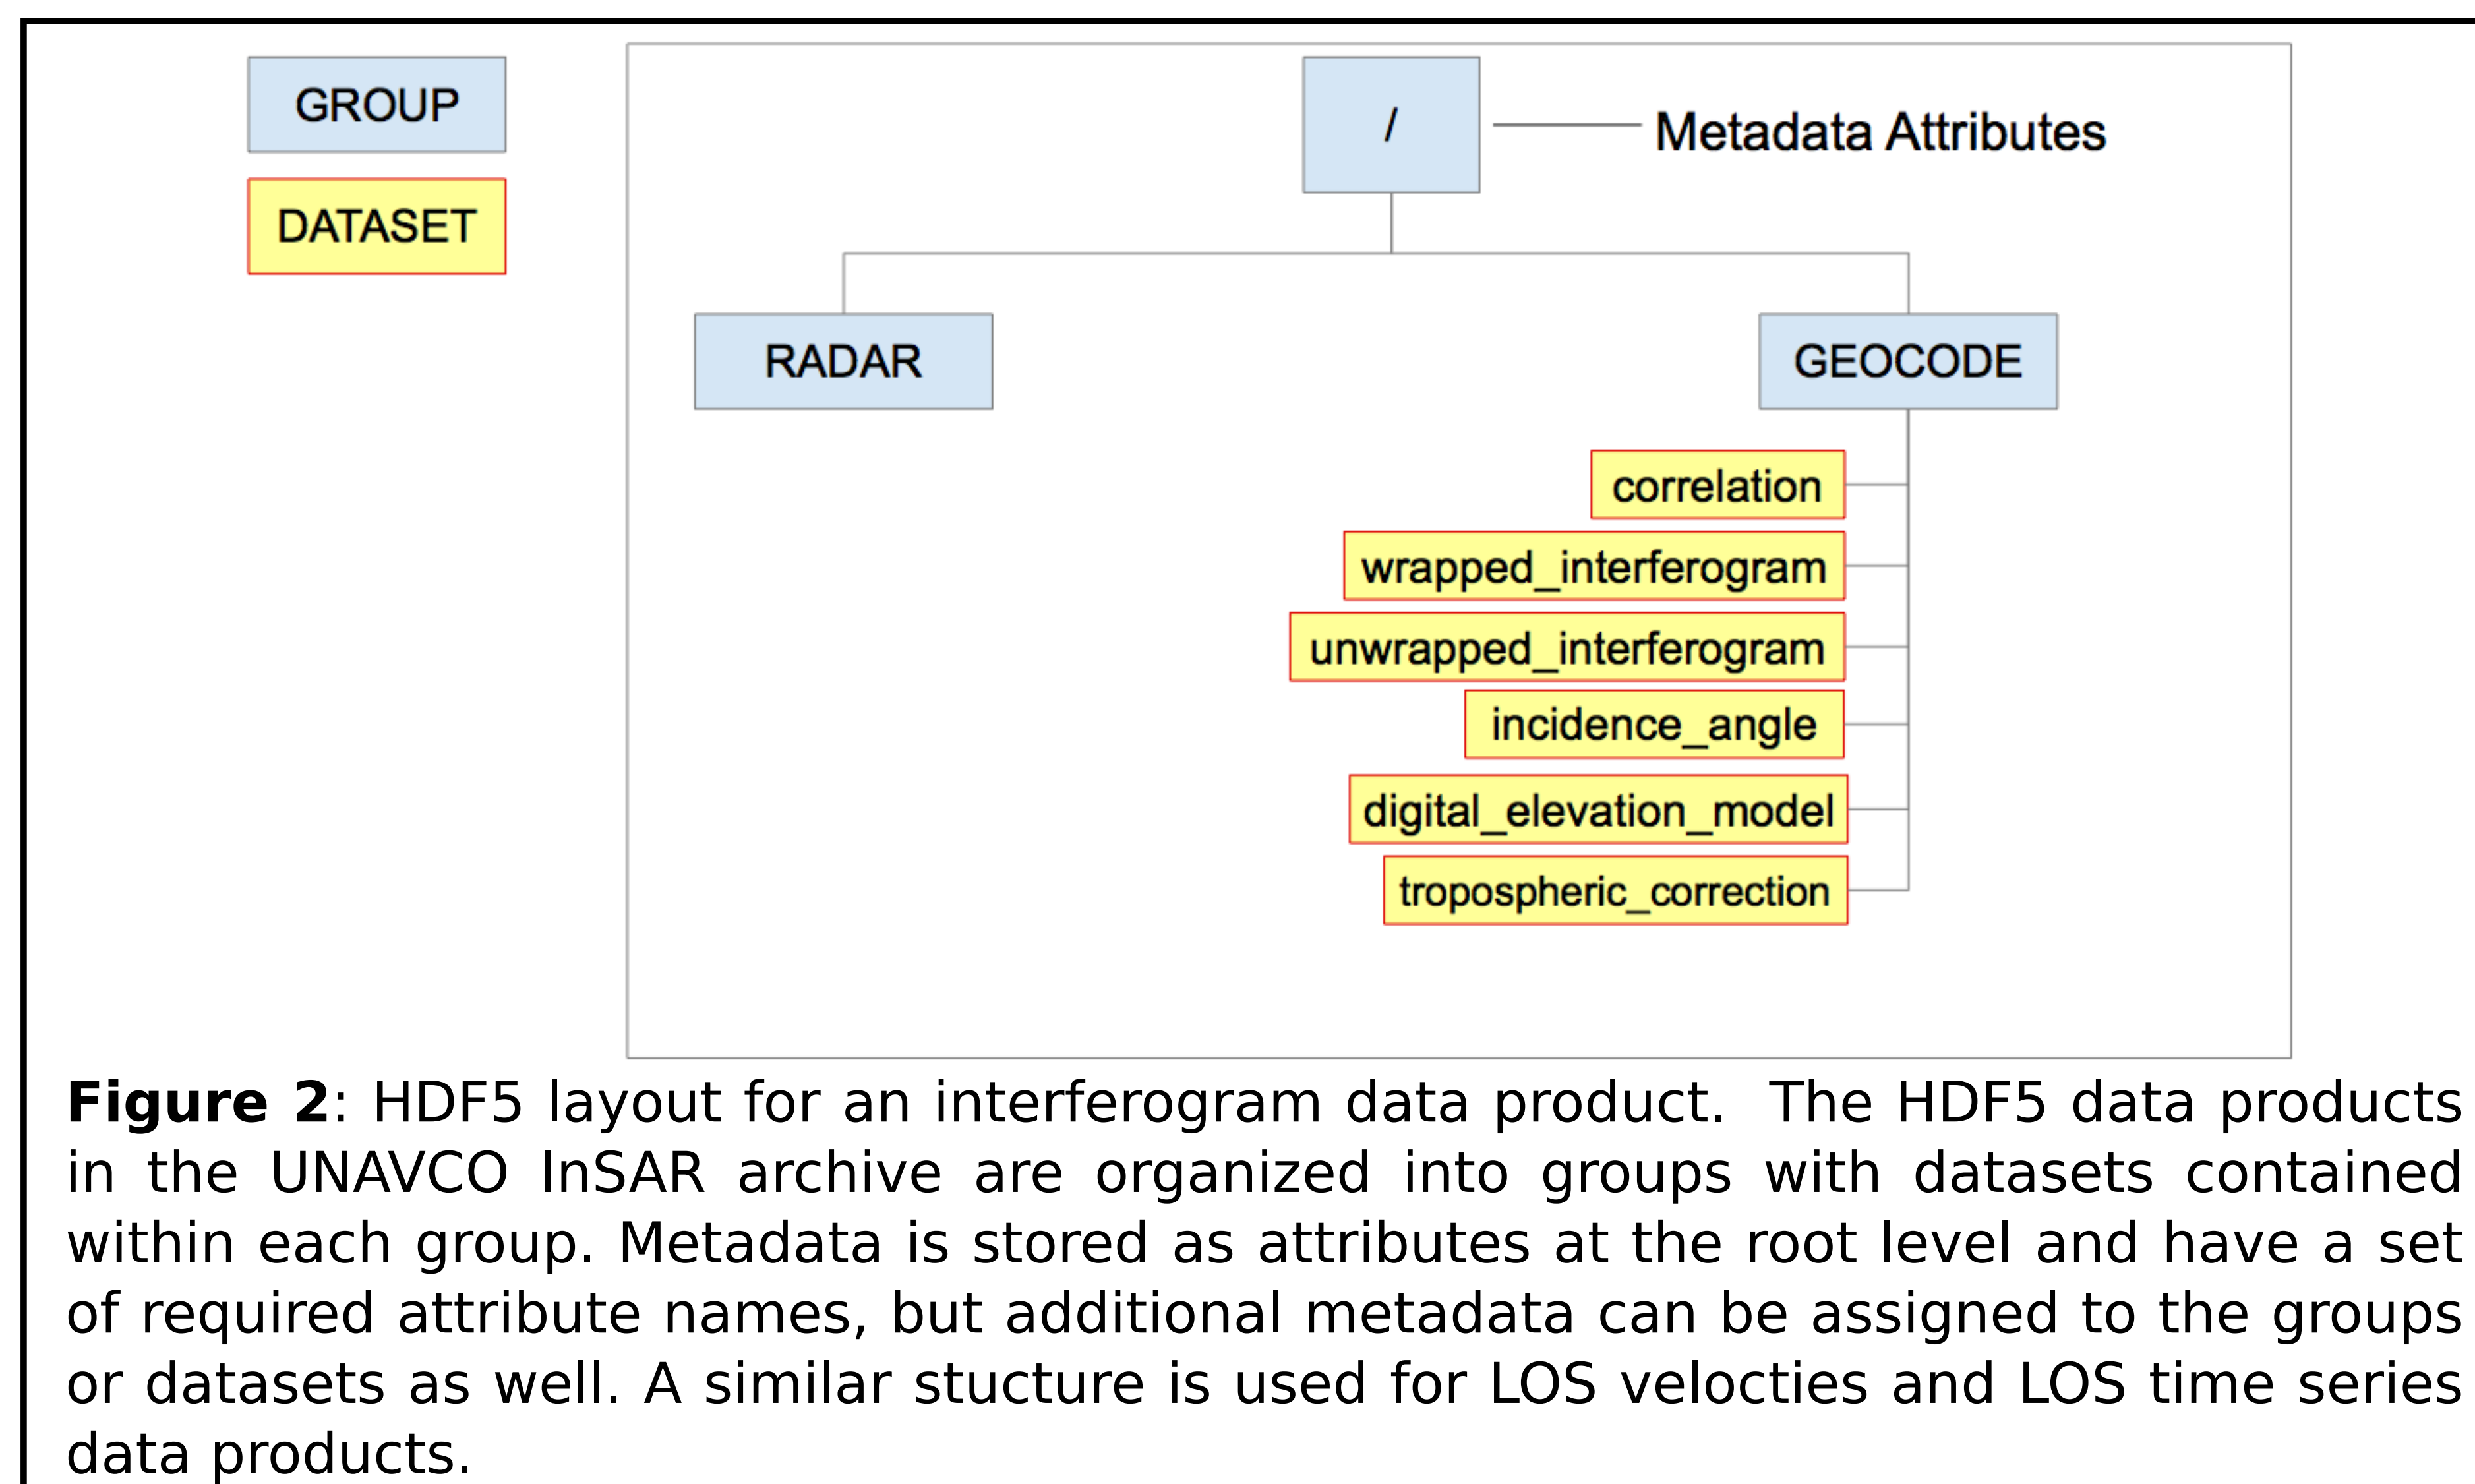 GROUP
DATASET
/
Metadata Attributes
RADAR
GEOCODE
correlation
wrapped_interferogram
unwrapped_interferogram
incidence_angle
digital_elevation_model
tropospheric_correction
Figure 2: HDF5 layout for an interferogram data product. The HDF5 data products
in the UNAVCO InSAR archive are organized into groups with datasets contained
within each group. Metadata is stored as attributes at the root level and have a set
of required attribute names, but additional metadata can be assigned to the groups
or datasets as well. A similar stucture is used for LOS velocties and LOS time series
data products.